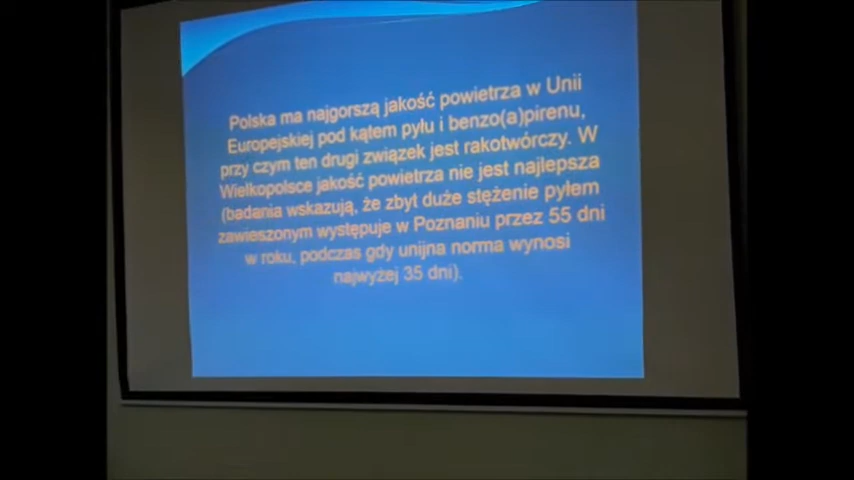 Polska ma najgorszą jakość powietrza w Unii
Europejskiej pod kątem pyłu i benzo(a)pirenu,
przy czym ten drugi związek jest rakotwórczy. W
Wielkopolsce jakość powietrza nie jest najlepsza
(badania wskazują, że zbyt duże stężenie pyłem
zawieszonym występuje w Poznaniu przez 55 dni
w roku, podczas gdy unijna norma wynosi
najwyżej 35 dni).